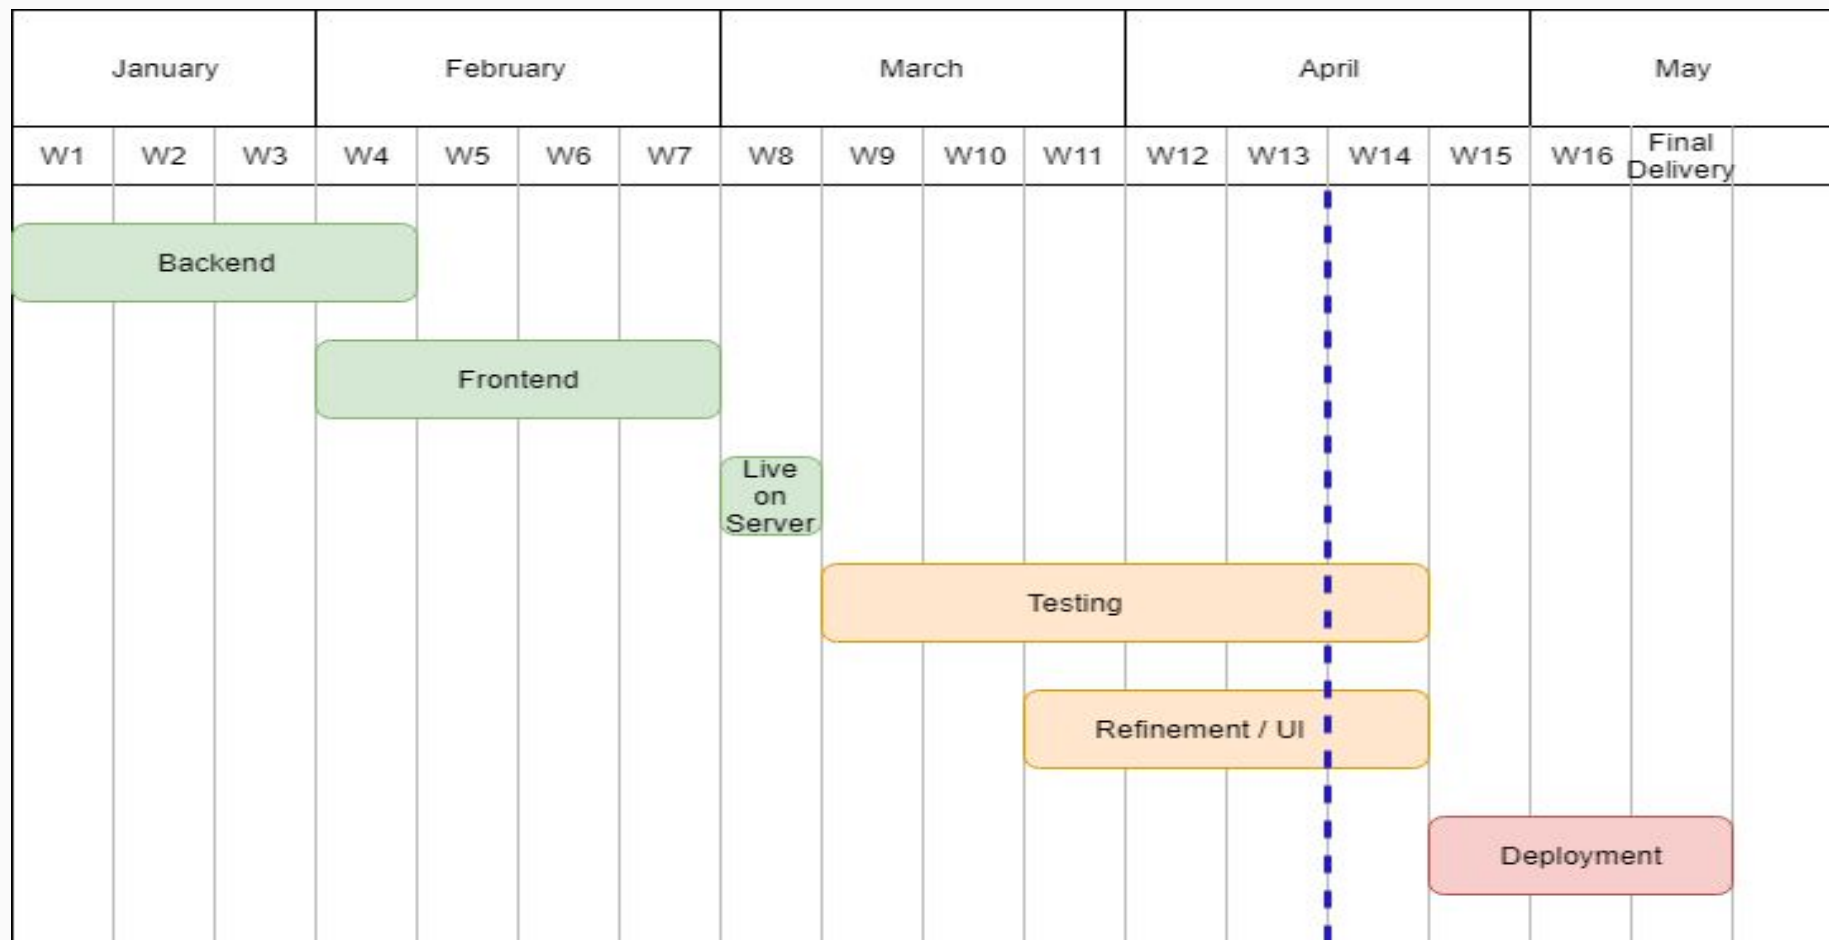 January February March April May
W1 W2 W3 W4 W5 W6 W7 W8 W9 W10 W11 W12 W13 W14 W15 W16 Final
Delivery
Backend
Frontend
Live
on
Server
Testing
Refinement / UI
Deployment